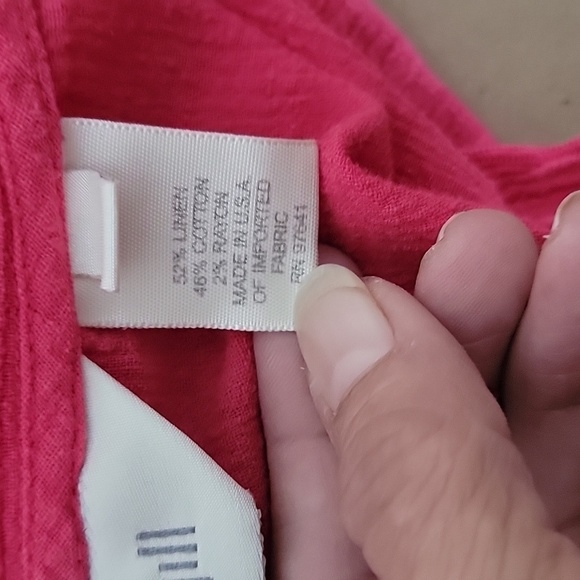 52% LINEN
46% COTTON
2% RAYON
MADE IN U.S.A.
OF IMPORTED
FABRIC
RN 97641